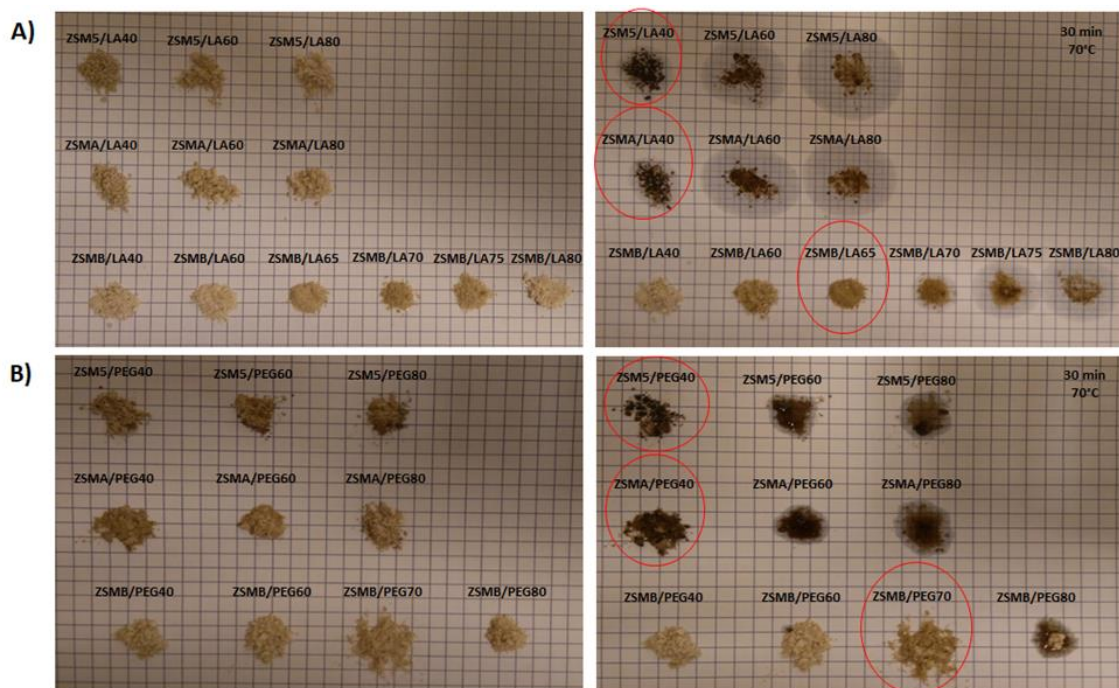 A)
ZSM5/LA40 ZSM5/LA60 ZSM5/LA80
ZSMA/LA40 ZSMA/LA60 ZSMA/LA80
ZSMB/LA40 ZSMB/LA60 ZSMB/LA65 ZSMB/LA70 ZSMB/LA75 ZSMB/LA80
30 min
70°C
ZSM5/LA40 ZSM5/LA60 ZSM5/LA80
ZSMA/LA40 ZSMA/LA60 ZSMA/LA80
ZSMB/LA40 ZSMB/LA60 ZSMB/LA65 ZSMB/LA70 ZSMB/LA75 ZSMB/LA80
B)
ZSM5/PEG40 ZSM5/PEG60 ZSM5/PEG80
ZSMA/PEG40 ZSMA/PEG60 ZSMA/PEG80
ZSMB/PEG40 ZSMB/PEG60 ZSMB/PEG70 ZSMB/PEG80
30 min
70°C
ZSM5/PEG40 ZSM5/PEG60 ZSM5/PEG80
ZSMA/PEG40 ZSMA/PEG60 ZSMA/PEG80
ZSMB/PEG40 ZSMB/PEG60 ZSMB/PEG70 ZSMB/PEG80